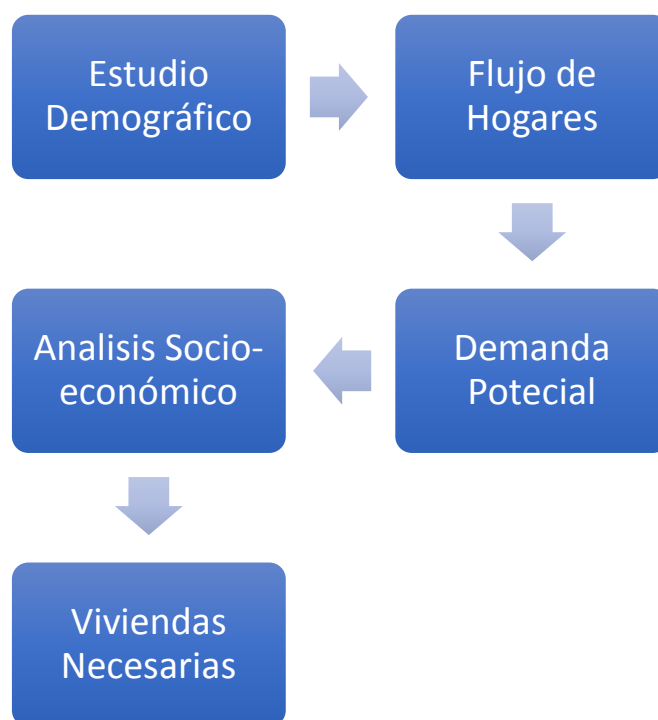 Estudio
Demográfico
Flujo de
Hogares
Demanda
Potecial
Analisis Socio-
económico
Viviendas
Necesarias